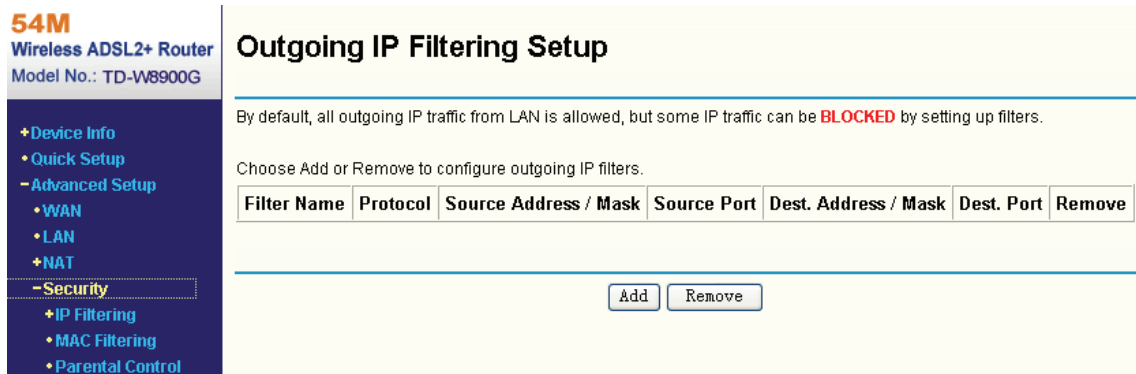 54M
Wireless ADSL2+ Router
Model No.: TD-W8900G
+Device Info
•Quick Setup
−Advanced Setup
•WAN
•LAN
+NAT
−Security
+IP Filtering
•MAC Filtering
•Parental Control
Outgoing IP Filtering Setup
By default, all outgoing IP traffic from LAN is allowed, but some IP traffic can be BLOCKED by setting up filters.
Choose Add or Remove to configure outgoing IP filters.
Filter Name Protocol Source Address / Mask Source Port Dest. Address / Mask Dest. Port Remove
Add Remove